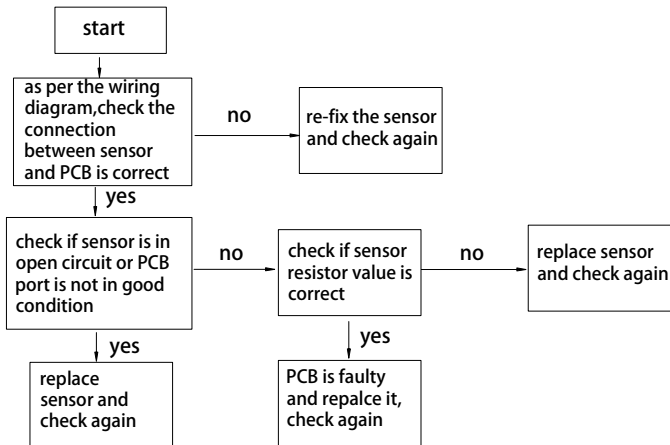 start
as per the wiring
diagram,check the
connection
between sensor
and PCB is correct
no
re-fix the sensor
and check again
yes
check if sensor is in
open circuit or PCB
port is not in good
condition
no
check if sensor
resistor value is
correct
no
replace sensor
and check again
yes
replace
sensor and
check again
yes
PCB is faulty
and repalce it,
check again